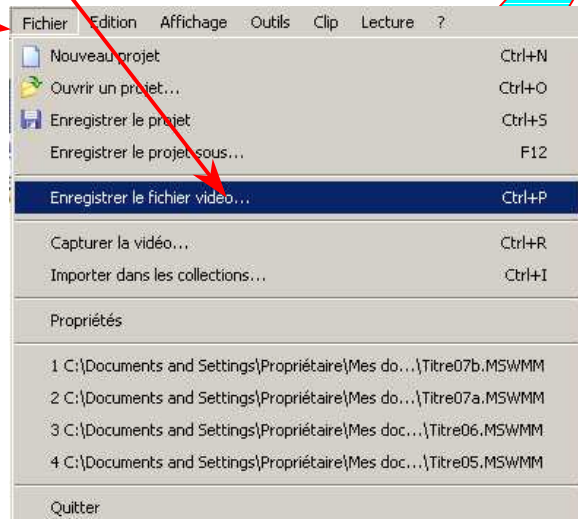 Fichier Edition Affichage Outils Clip Lecture ?
Nouveau projet Ctrl+N
Ouvrir un projet... Ctrl+O
Enregistrer le projet Ctrl+S
Enregistrer le projet sous... F12
Enregistrer le fichier vidéo... Ctrl+P
Capturer la vidéo... Ctrl+R
Importer dans les collections... Ctrl+I
Propriétés
1 C:\Documents and Settings\Propriétaire\Mes do...\Titre07b.MSWMM
2 C:\Documents and Settings\Propriétaire\Mes do...\Titre07a.MSWMM
3 C:\Documents and Settings\Propriétaire\Mes doc...\Titre06.MSWMM
4 C:\Documents and Settings\Propriétaire\Mes doc...\Titre05.MSWMM
Quitter